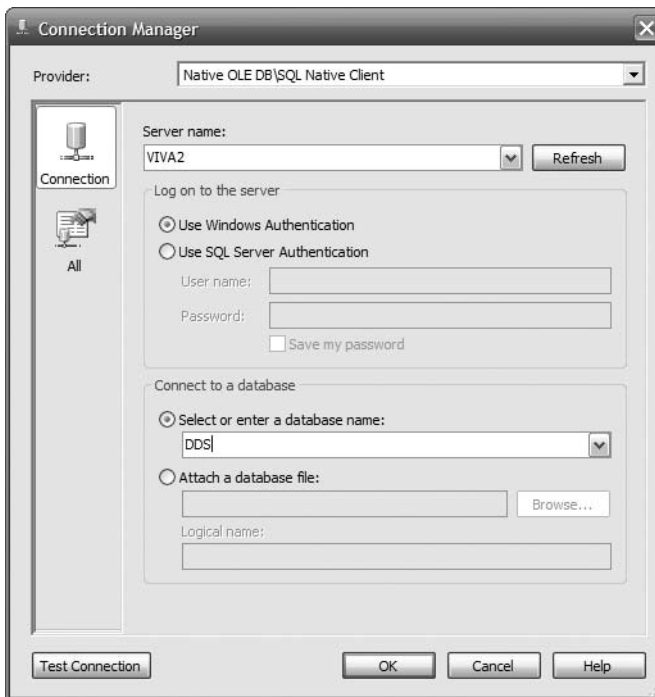 Connection Manager
Provider: Native OLE DB\SQL Native Client
Connection
All
Server name:
VIVA2 Refresh
Log on to the server
Use Windows Authentication
Use SQL Server Authentication
User name:
Password:
Save my password
Connect to a database
Select or enter a database name:
DDS
Attach a database file:
Browse...
Logical name:
Test Connection OK Cancel Help